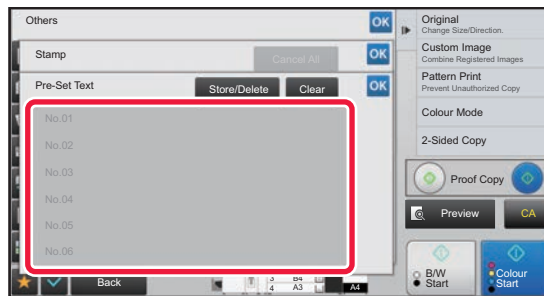 Others
OK
Stamp
Cancel All
OK
Pre-Set Text
Store/Delete
Clear
OK
No.01
No.02
No.03
No.04
No.05
No.06
Back
3 B4
4 A3
A4
Original
Change Size/Direction.
Custom Image
Combine Registered Images
Pattern Print
Prevent Unauthorized Copy
Colour Mode
2-Sided Copy
Proof Copy
Preview
CA
B/W
Start
Colour
Start